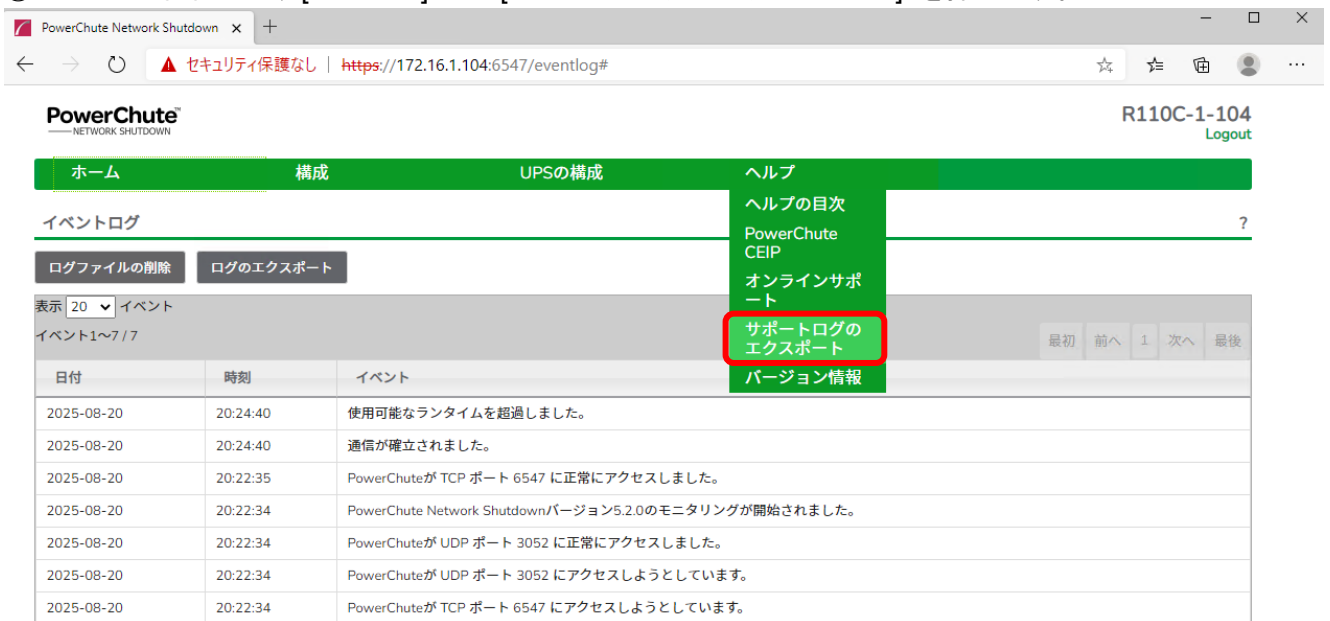 PowerChute Network Shutdown
セキュリティ保護なし | https://172.16.1.104:6547/eventlog#
PowerChute™
NETWORK SHUTDOWN
R110C-1-104
Logout
ホーム 構成 UPSの構成 ヘルプ
ヘルプの目次
PowerChute
CEIP
オンラインサポ
ート
サポートログの
エクスポート
バージョン情報
イベントログ ?
ログファイルの削除 ログのエクスポート
表示 20 イベント
イベント1～7 / 7
最初 前へ 1 次へ 最後
日付 時刻 イベント
2025-08-20 20:24:40 使用可能なランタイムを超過しました。
2025-08-20 20:24:40 通信が確立されました。
2025-08-20 20:22:35 PowerChuteが TCP ポート 6547 に正常にアクセスしました。
2025-08-20 20:22:34 PowerChute Network Shutdownバージョン5.2.0のモニタリングが開始されました。
2025-08-20 20:22:34 PowerChuteが UDP ポート 3052 に正常にアクセスしました。
2025-08-20 20:22:34 PowerChuteが UDP ポート 3052 にアクセスしようとしています。
2025-08-20 20:22:34 PowerChuteが TCP ポート 6547 にアクセスしようとしています。